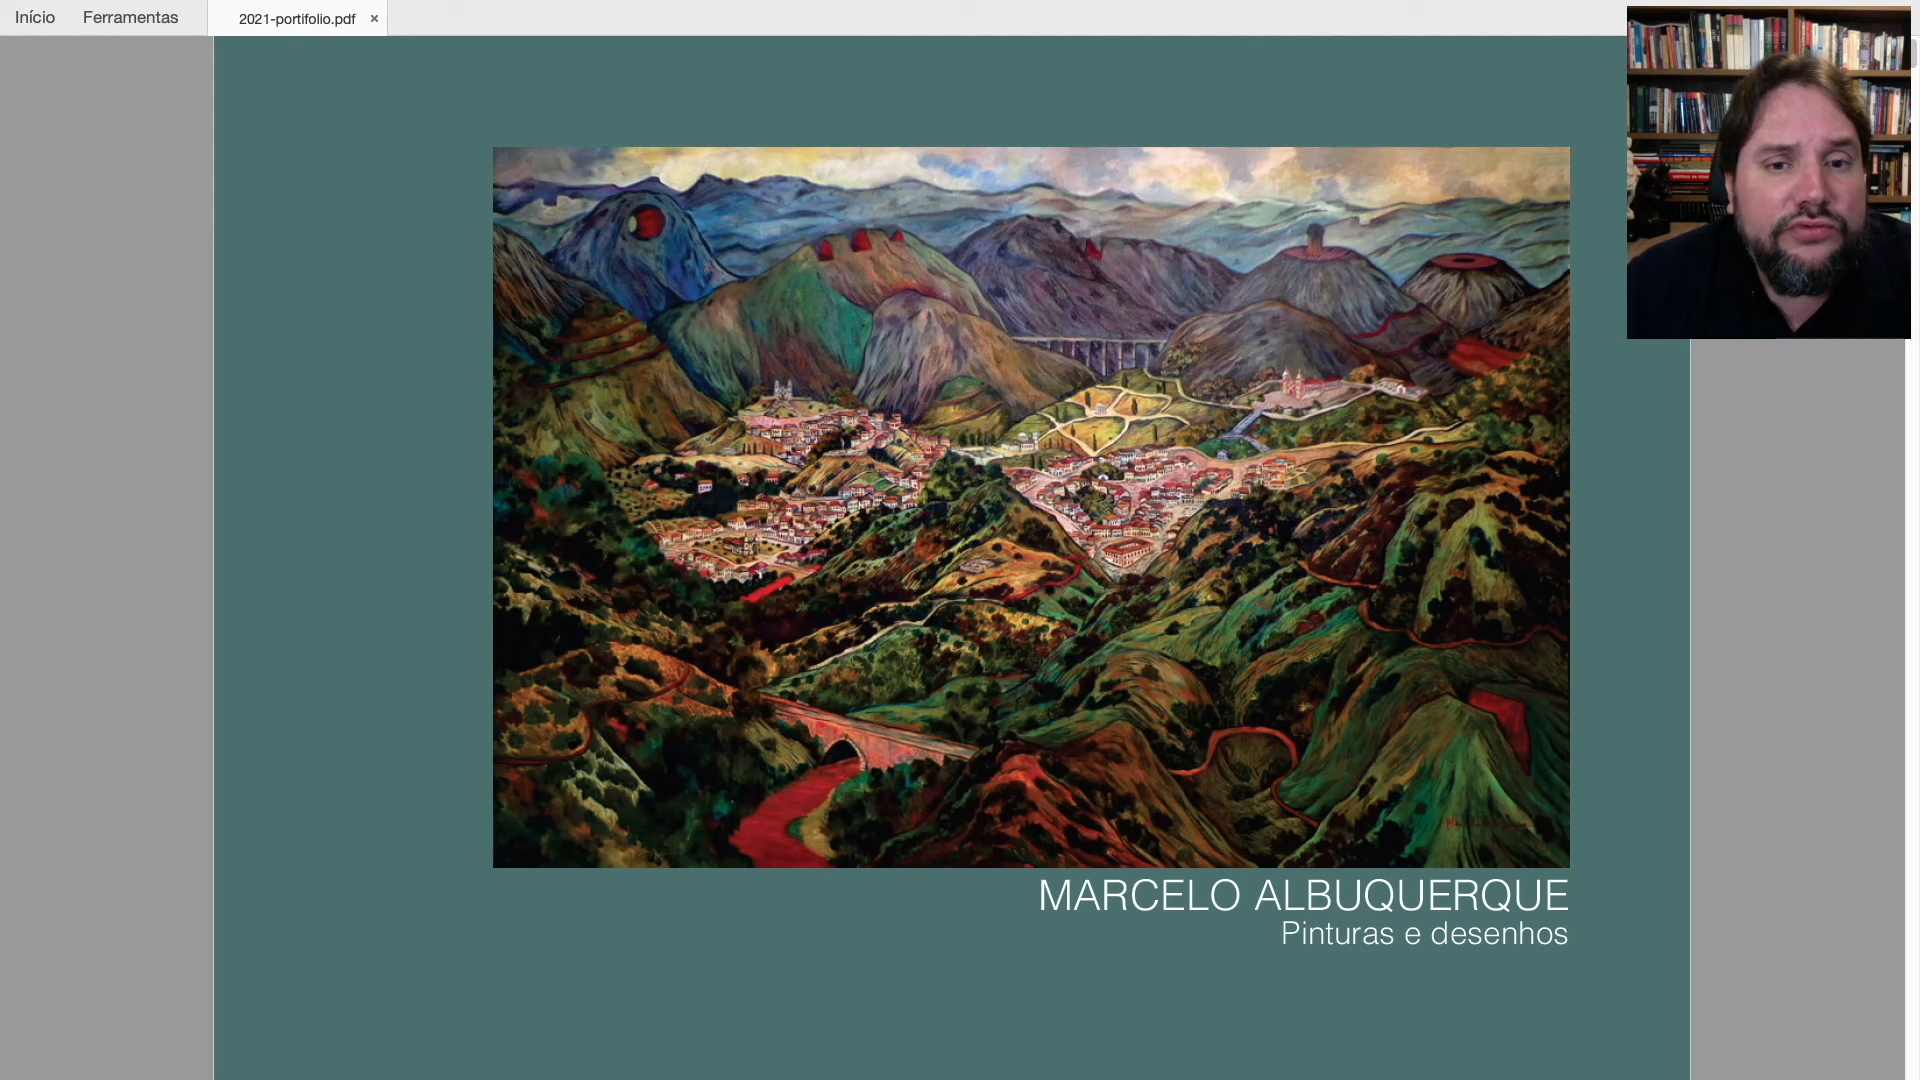 Início Ferramentas 2021-portifolio.pdf ×
MARCELO ALBUQUERQUE
Pinturas e desenhos